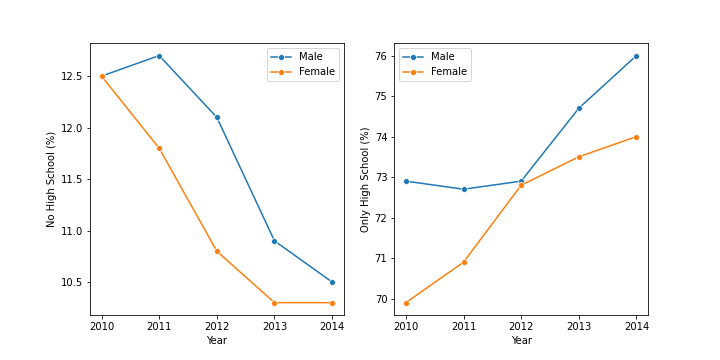 No High School (%)
12.5
12.0
11.5
11.0
10.5
2010 2011 2012 2013 2014
Year
Male
Female
Only High School (%)
76
75
74
73
72
71
70
2010 2011 2012 2013 2014
Year
Male
Female